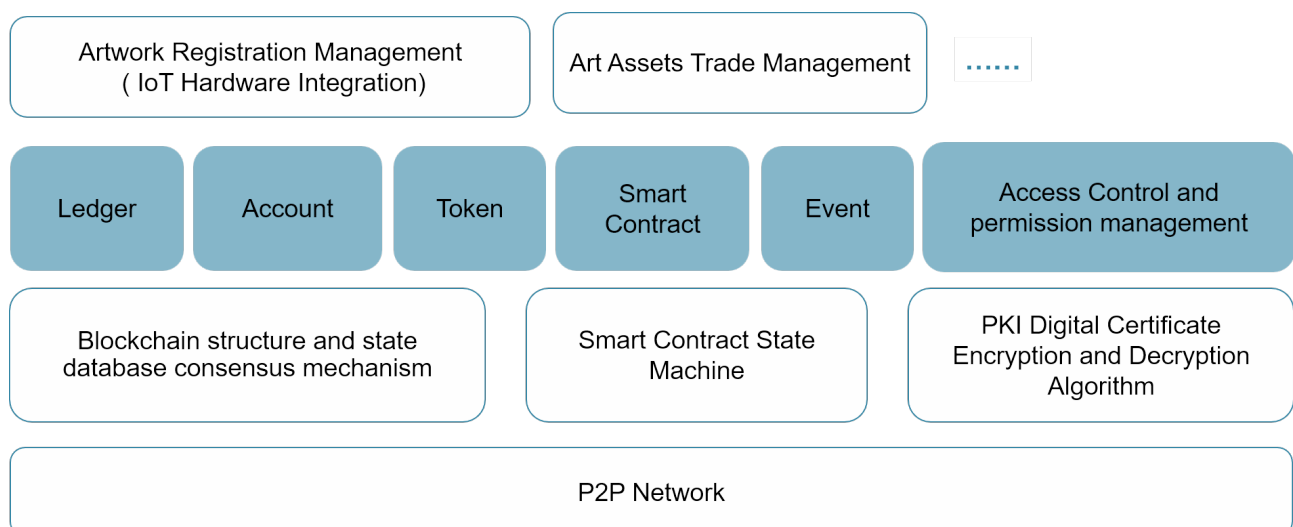 Artwork Registration Management
( IoT Hardware Integration)
Art Assets Trade Management
......
Ledger
Account
Token
Smart
Contract
Event
Access Control and
permission management
Blockchain structure and state
database consensus mechanism
Smart Contract State
Machine
PKI Digital Certificate
Encryption and Decryption
Algorithm
P2P Network